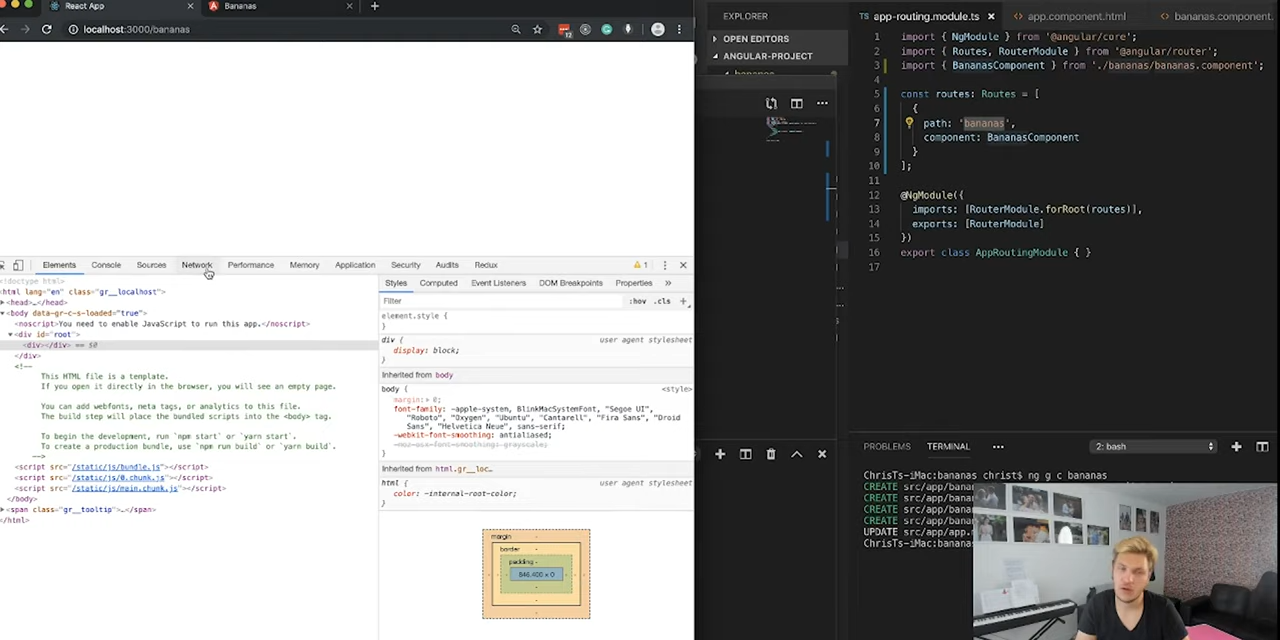 React App
Bananas
localhost:3000/bananas
Elements Console Sources Network Performance Memory Application Security Audits Redux
1
<!doctype html>
<html lang="en" class="gr__localhost">
<head>…</head>
<body data-gr-c-s-loaded="true">
<noscript>You need to enable JavaScript to run this app.</noscript>
<div id="root">
<div></div> == $0
</div>
<!--
This HTML file is a template.
If you open it directly in the browser, you will see an empty page.
You can add webfonts, meta tags, or analytics to this file.
The build step will place the bundled scripts into the <body> tag.
To begin the development, run `npm start` or `yarn start`.
To create a production bundle, use `npm run build` or `yarn build`.
-->
<script src="/static/js/bundle.js"></script>
<script src="/static/js/0.chunk.js"></script>
<script src="/static/js/main.chunk.js"></script>
</body>
<span class="gr__tooltip">…</span>
</html>
Styles Computed Event Listeners DOM Breakpoints Properties »
Filter :hov .cls +
element.style {
}
div { user agent stylesheet
display: block;
}
Inherited from body
body { <style>
margin: 0;
font-family: -apple-system, BlinkMacSystemFont, "Segoe UI",
"Roboto", "Oxygen", "Ubuntu", "Cantarell", "Fira Sans", "Droid
Sans", "Helvetica Neue", sans-serif;
-webkit-font-smoothing: antialiased;
-moz-osx-font-smoothing: grayscale;
}
Inherited from html.gr__loc…
html { user agent stylesheet
color: -internal-root-color;
}
margin -
border -
padding -
846.400 x 0
EXPLORER
OPEN EDITORS
ANGULAR-PROJECT
bananas
app-routing.module.ts
app.component.html
bananas.component.
1 import { NgModule } from '@angular/core';
2 import { Routes, RouterModule } from '@angular/router';
3 import { BananasComponent } from './bananas/bananas.component';
4
5 const routes: Routes = [
6 {
7 path: 'bananas',
8 component: BananasComponent
9 }
10 ];
11
12 @NgModule({
13 imports: [RouterModule.forRoot(routes)],
14 exports: [RouterModule]
15 })
16 export class AppRoutingModule { }
17
PROBLEMS TERMINAL ••• 2: bash
ChrisTs-iMac:bananas christ$ ng g c bananas
CREATE src/app/banan
CREATE src/app/banan
CREATE src/app/banan
CREATE src/app/banan
UPDATE src/app/app.m
ChrisTs-iMac:banana